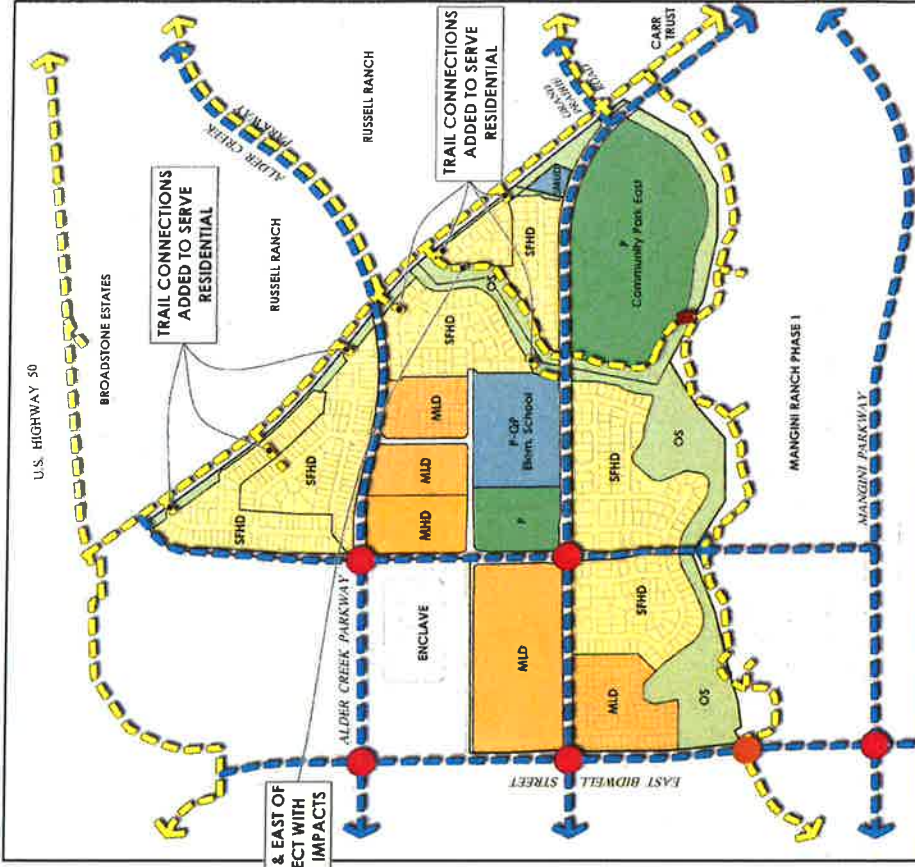 U.S. HIGHWAY 50
BROADSTONE ESTATES
TRAIL CONNECTIONS
ADDED TO SERVE
RESIDENTIAL
RUSSELL RANCH
ALDER CREEK
PARKWAY
RUSSELL RANCH
TRAIL CONNECTIONS
ADDED TO SERVE
RESIDENTIAL
GRAND
PRAIRIE
ROAD
CARR
TRUST
SFHD
SFHD
SFHD
OS
SFHD
P
Community Park East
MLD
MLD
MHD
P-QP
Elem. School
P
ALDER CREEK PARKWAY
ENCLAVE
MLD
SFHD
OS
SFHD
MLD
OS
MANGINI RANCH PHASE 1
MANGINI PARKWAY
EAST BIDWELL STREET
& EAST OF
ECT WITH
IMPACTS